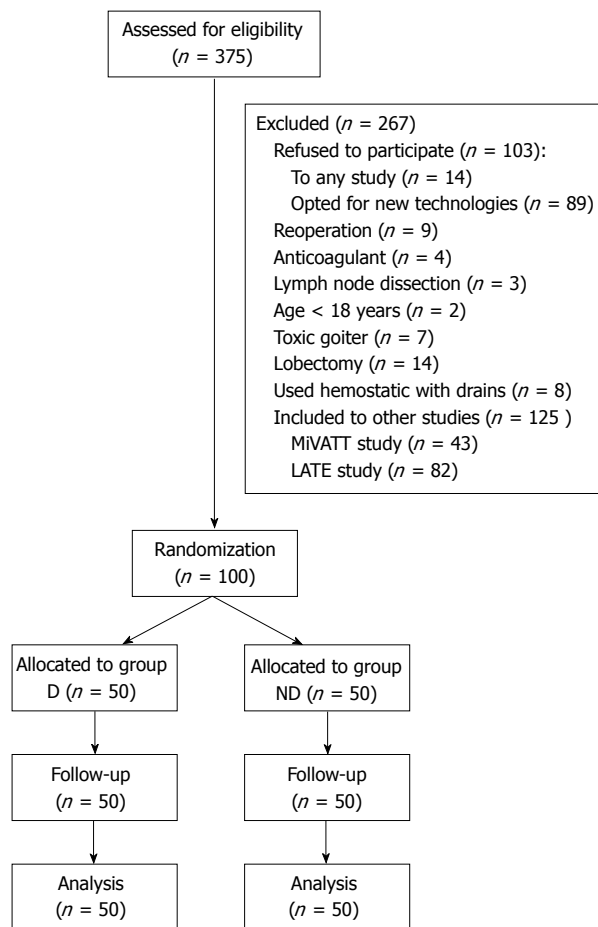 Assessed for eligibility
(n = 375)
Excluded (n = 267)
Refused to participate (n = 103):
To any study (n = 14)
Opted for new technologies (n = 89)
Reoperation (n = 9)
Anticoagulant (n = 4)
Lymph node dissection (n = 3)
Age < 18 years (n = 2)
Toxic goiter (n = 7)
Lobectomy (n = 14)
Used hemostatic with drains (n = 8)
Included to other studies (n = 125 )
MiVATT study (n = 43)
LATE study (n = 82)
Randomization
(n = 100)
Allocated to group
D (n = 50)
Allocated to group
ND (n = 50)
Follow-up
(n = 50)
Follow-up
(n = 50)
Analysis
(n = 50)
Analysis
(n = 50)